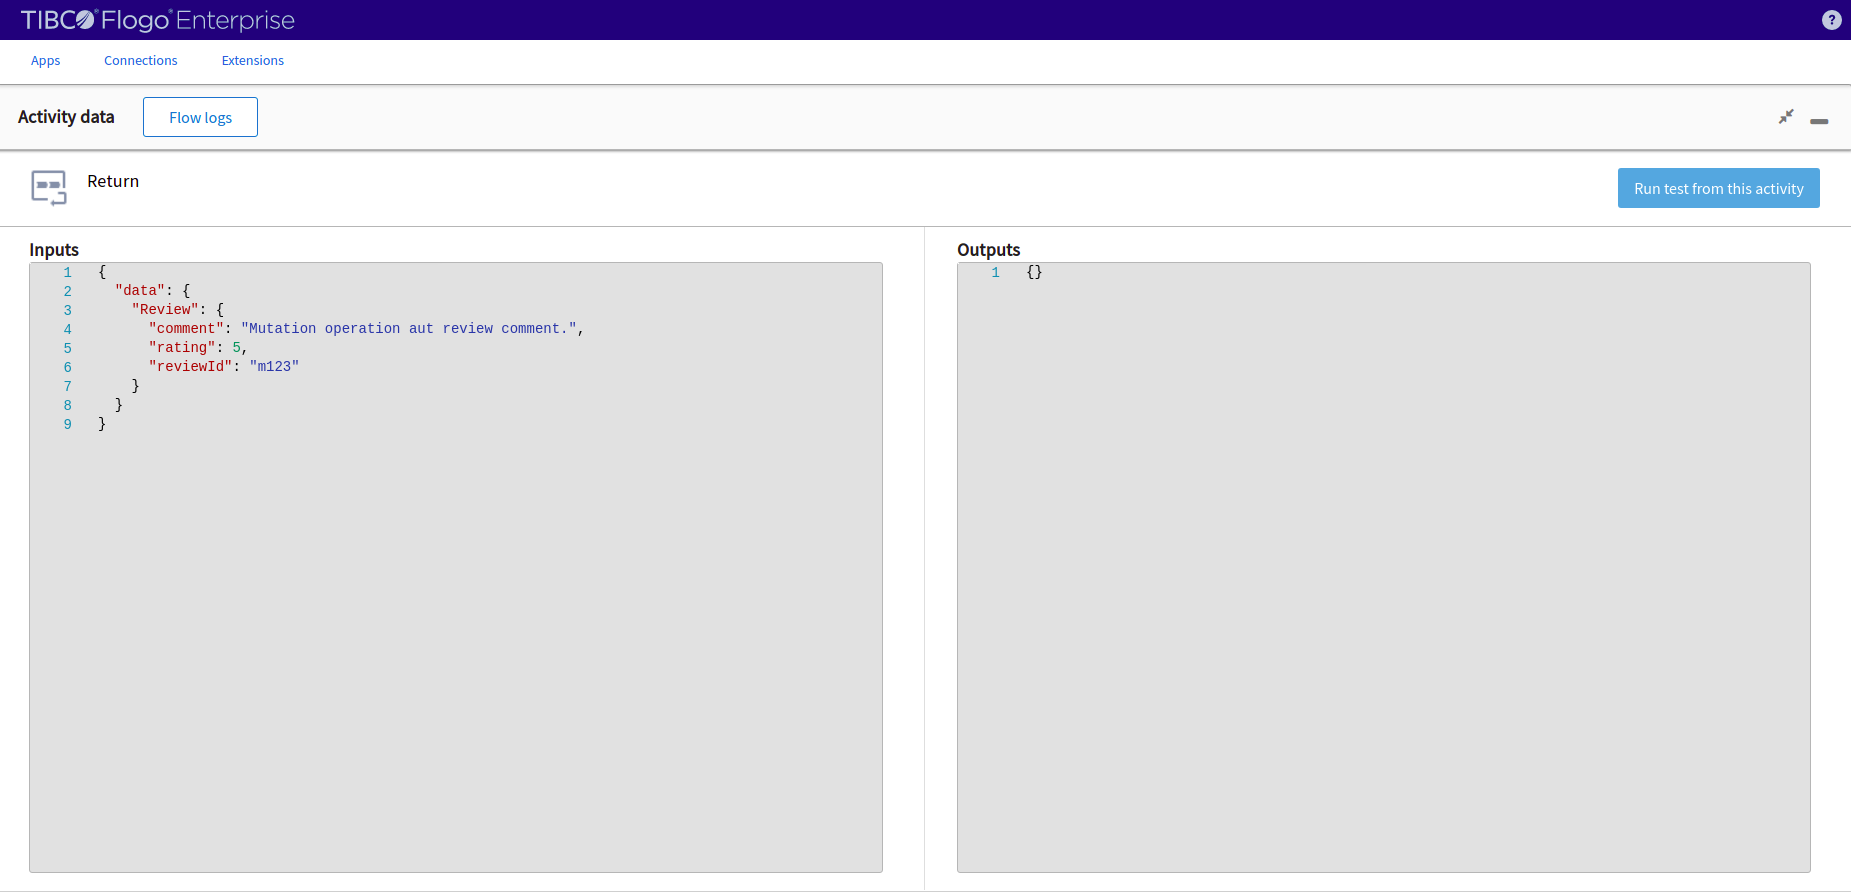 TIBCO® Flogo® Enterprise
?
Apps Connections Extensions
Activity data Flow logs
Return
Run test from this activity
Inputs
1 {
2 "data": {
3 "Review": {
4 "comment": "Mutation operation aut review comment.",
5 "rating": 5,
6 "reviewId": "m123"
7 }
8 }
9 }
Outputs
1 {}